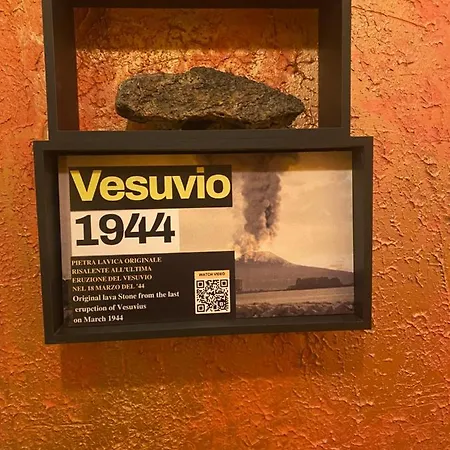 Vesuvio
1944
PIETRA LAVICA ORIGINALE
RISALENTE ALL'ULTIMA
ERUZIONE DEL VESUVIO
NEL 18 MARZO DEL '44
Original lava Stone from the last
erupction of Vesuvius
on March 1944
WATCH VIDEO